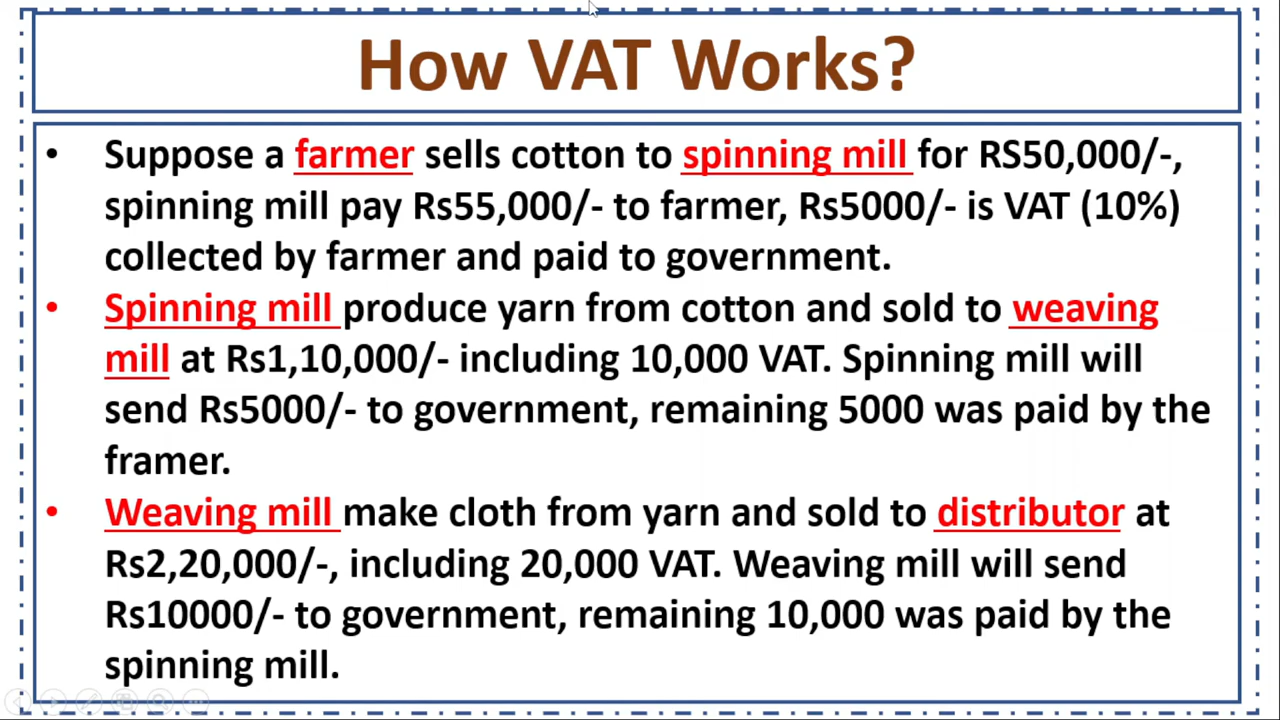 How VAT Works?
• Suppose a farmer sells cotton to spinning mill for RS50,000/-,
spinning mill pay Rs55,000/- to farmer, Rs5000/- is VAT (10%)
collected by farmer and paid to government.
• Spinning mill produce yarn from cotton and sold to weaving
mill at Rs1,10,000/- including 10,000 VAT. Spinning mill will
send Rs5000/- to government, remaining 5000 was paid by the
framer.
• Weaving mill make cloth from yarn and sold to distributor at
Rs2,20,000/-, including 20,000 VAT. Weaving mill will send
Rs10000/- to government, remaining 10,000 was paid by the
spinning mill.